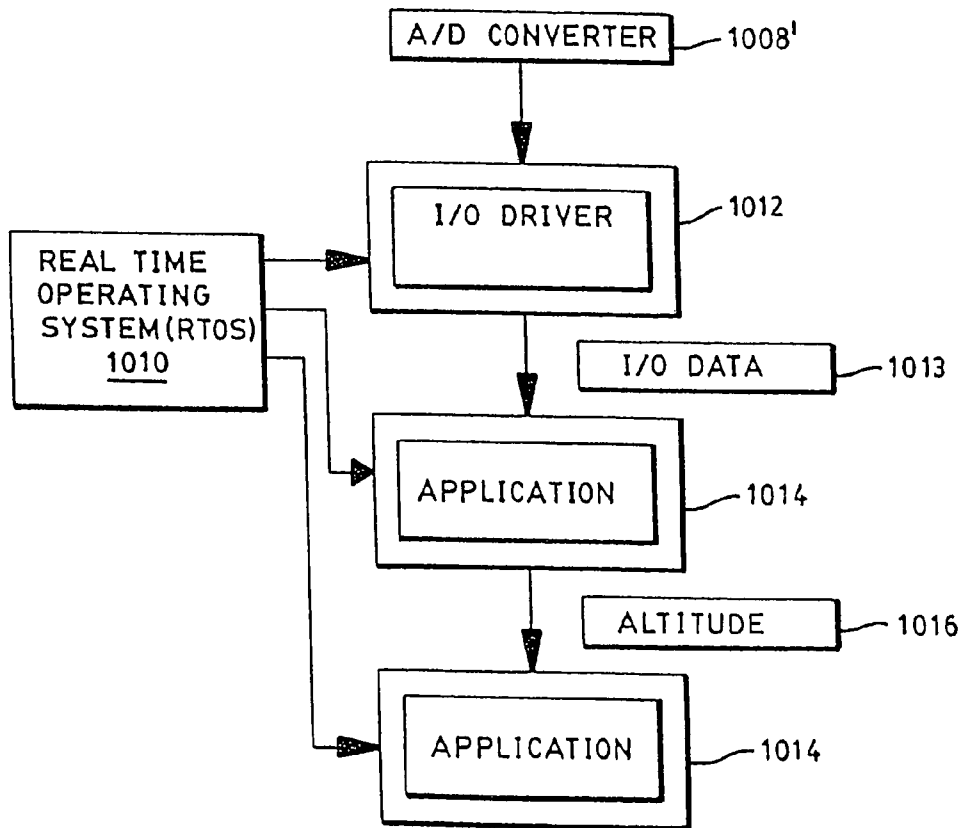 A/D CONVERTER
1008'
I/O DRIVER
1012
REAL TIME
OPERATING
SYSTEM(RTOS)
1010
I/O DATA
1013
APPLICATION
1014
ALTITUDE
1016
APPLICATION
1014